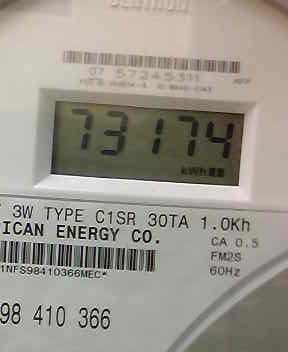 CENTRON
07 57245311
73174
kWh
3W TYPE C1SR 30TA 1.0Kh
ICAN ENERGY CO.
CA 0.5
FM2S
60Hz
1NFS98410366MEC*
98 410 366